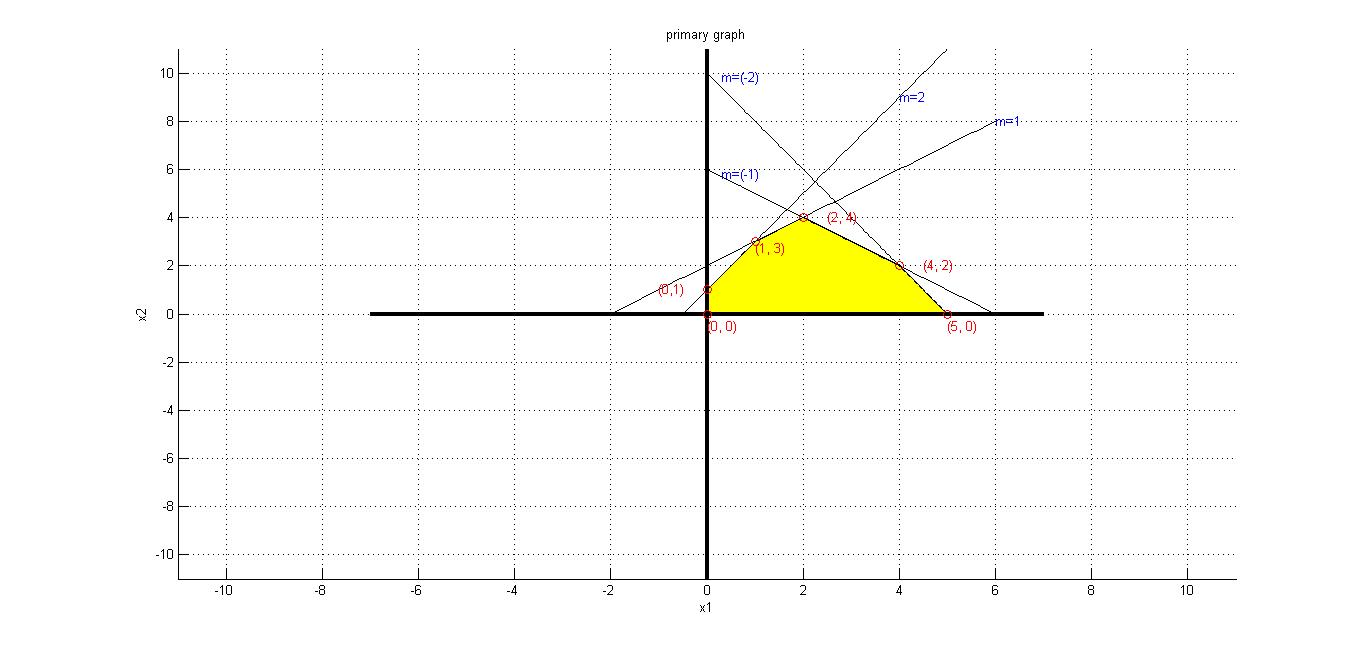 primary graph
10
m=(-2)
m=2
8
m=1
6
m=(-1)
4
(2, 4)
(1, 3)
2
(4, 2)
(0,1)
x2
0
(0, 0)
(5, 0)
-2
-4
-6
-8
-10
-10 -8 -6 -4 -2 0 2 4 6 8 10
x1